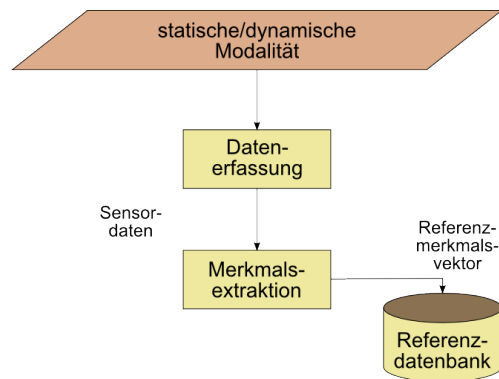 statische/dynamische
Modalität
Daten-
erfassung
Sensor-
daten
Merkmals-
extraktion
Referenz-
merkmals-
vektor
Referenz-
datenbank